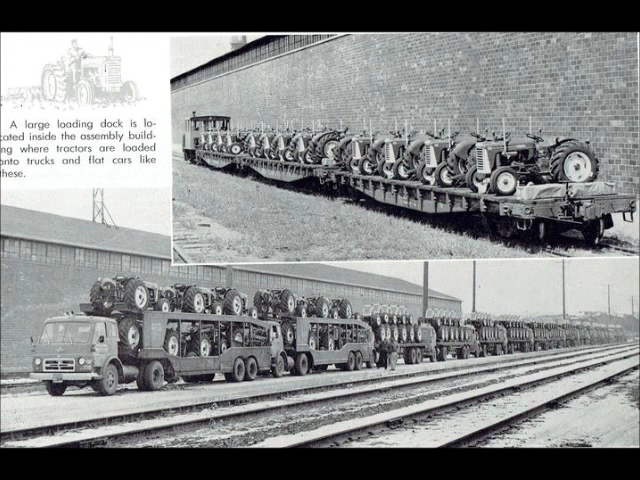 A large loading dock is lo-
cated inside the assembly build-
ing where tractors are loaded
onto trucks and flat cars like
these.